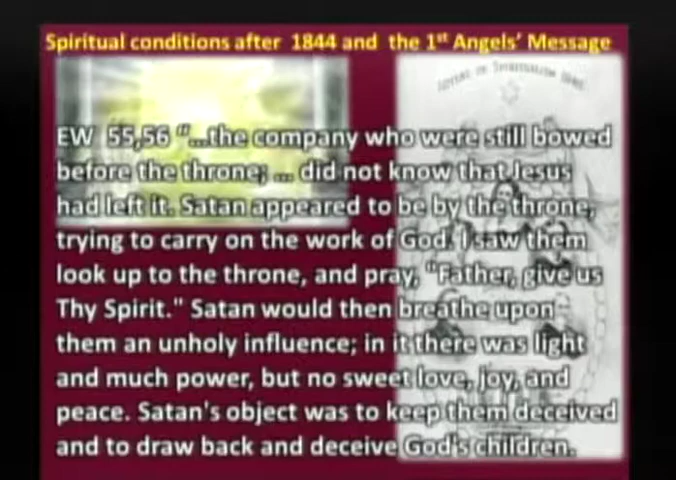 Spiritual conditions after 1844 and the 1st Angels' Message
EW 55,56 "...the company who were still bowed
before the throne; ... did not know that Jesus
had left it. Satan appeared to be by the throne,
trying to carry on the work of God. I saw them
look up to the throne, and pray, "Father, give us
Thy Spirit." Satan would then breathe upon
them an unholy influence; in it there was light
and much power, but no sweet love, joy, and
peace. Satan's object was to keep them deceived
and to draw back and deceive God's children.